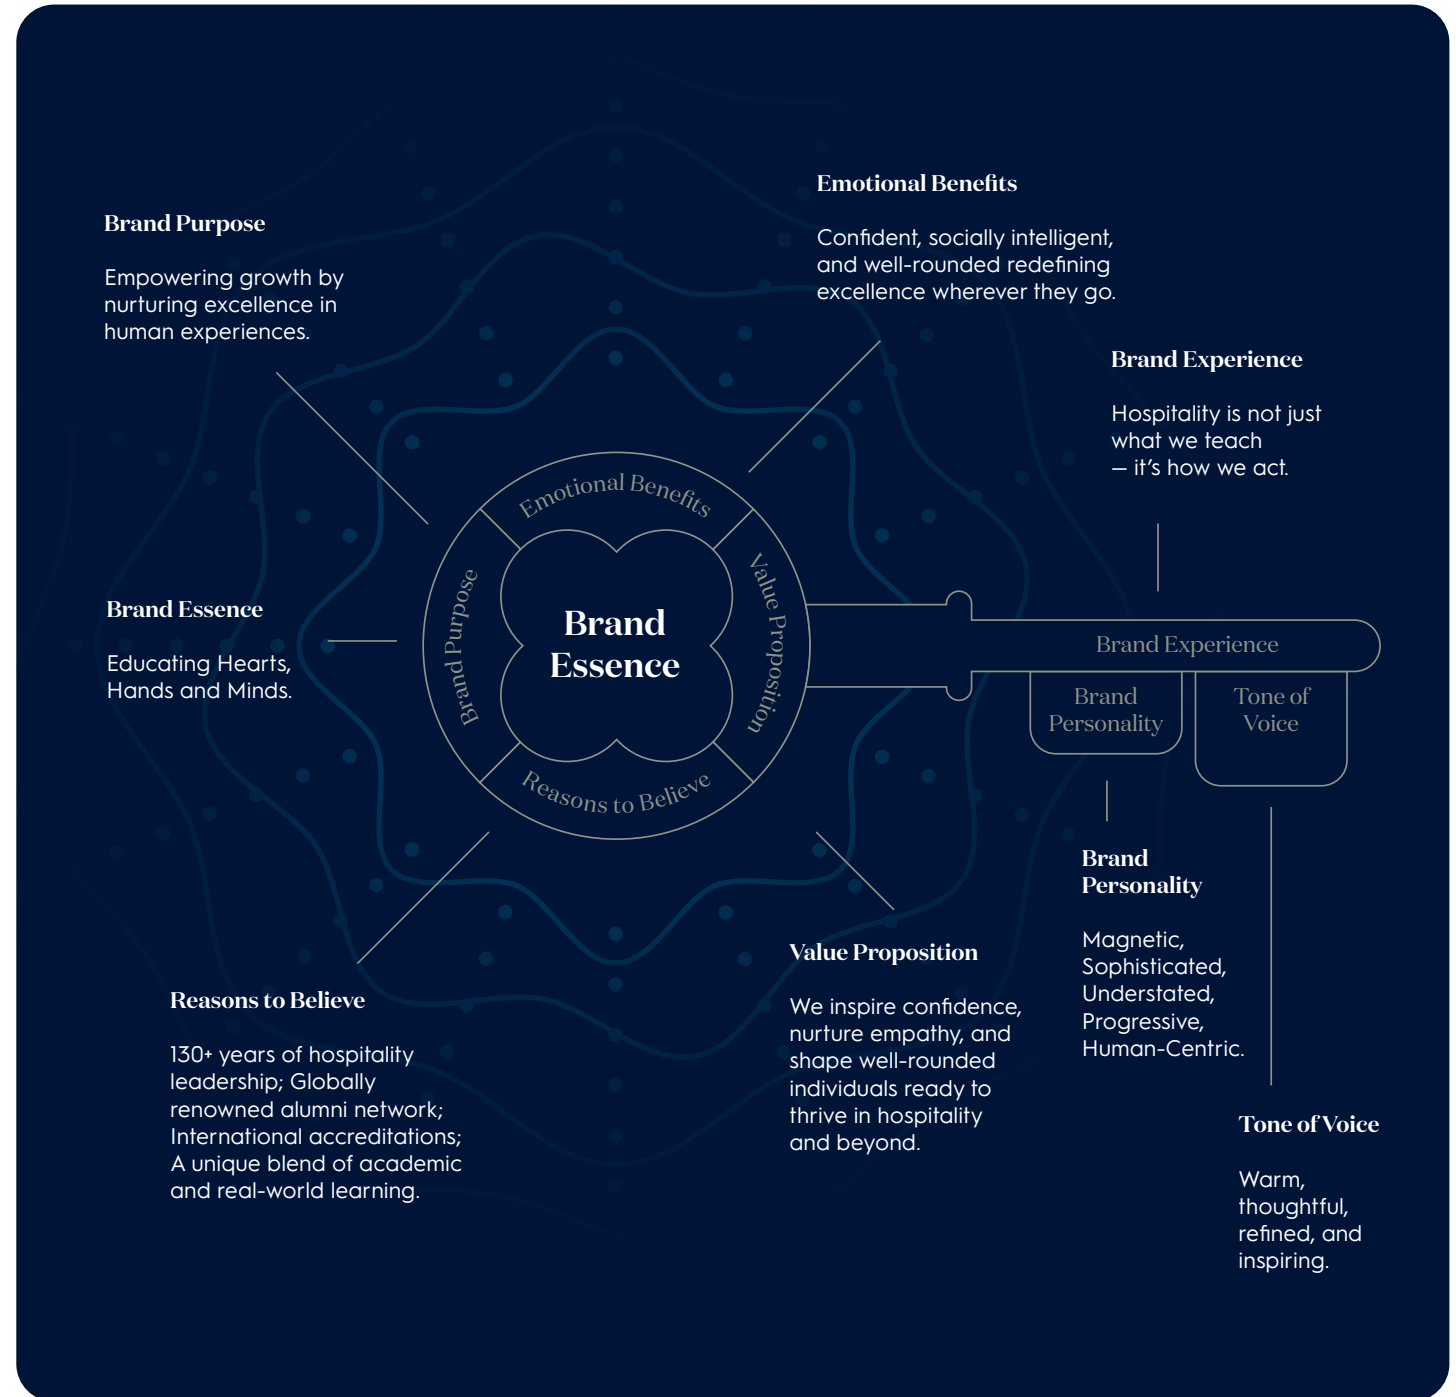 Emotional Benefits
Confident, socially intelligent,
and well-rounded redefining
excellence wherever they go.
Brand Purpose
Empowering growth by
nurturing excellence in
human experiences.
Brand Experience
Hospitality is not just
what we teach
– it's how we act.
Emotional Benefits
Brand Purpose
Value Proposition
Reasons to Believe
Brand
Essence
Brand Essence
Educating Hearts,
Hands and Minds.
Brand Experience
Brand
Personality
Tone of
Voice
Brand
Personality
Magnetic,
Sophisticated,
Understated,
Progressive,
Human-Centric.
Value Proposition
We inspire confidence,
nurture empathy, and
shape well-rounded
individuals ready to
thrive in hospitality
and beyond.
Reasons to Believe
130+ years of hospitality
leadership; Globally
renowned alumni network;
International accreditations;
A unique blend of academic
and real-world learning.
Tone of Voice
Warm,
thoughtful,
refined, and
inspiring.